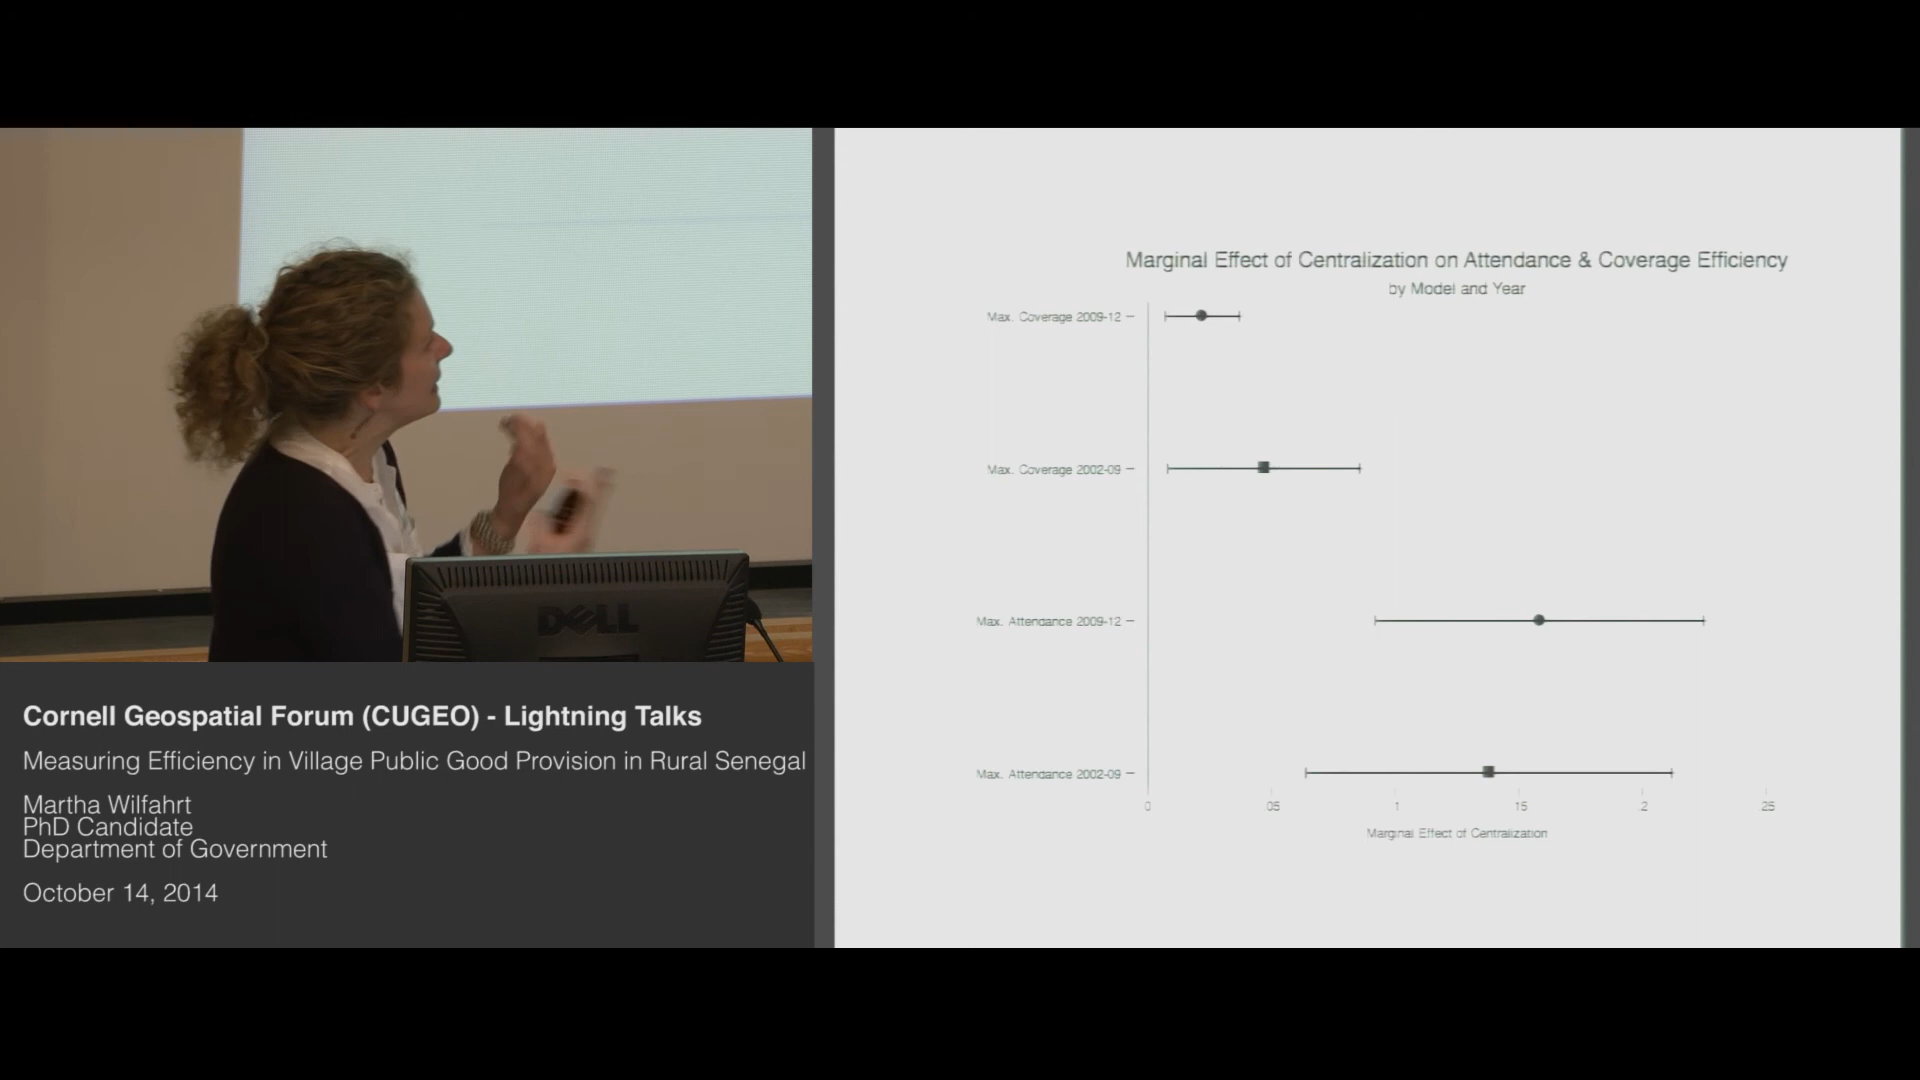 DELL
Cornell Geospatial Forum (CUGEO) - Lightning Talks
Measuring Efficiency in Village Public Good Provision in Rural Senegal
Martha Wilfahrt
PhD Candidate
Department of Government
October 14, 2014
Marginal Effect of Centralization on Attendance & Coverage Efficiency
by Model and Year
Max. Coverage 2009-12
Max. Coverage 2002-09
Max. Attendance 2009-12
Max. Attendance 2002-09
0 .05 .1 .15 .2 .25
Marginal Effect of Centralization